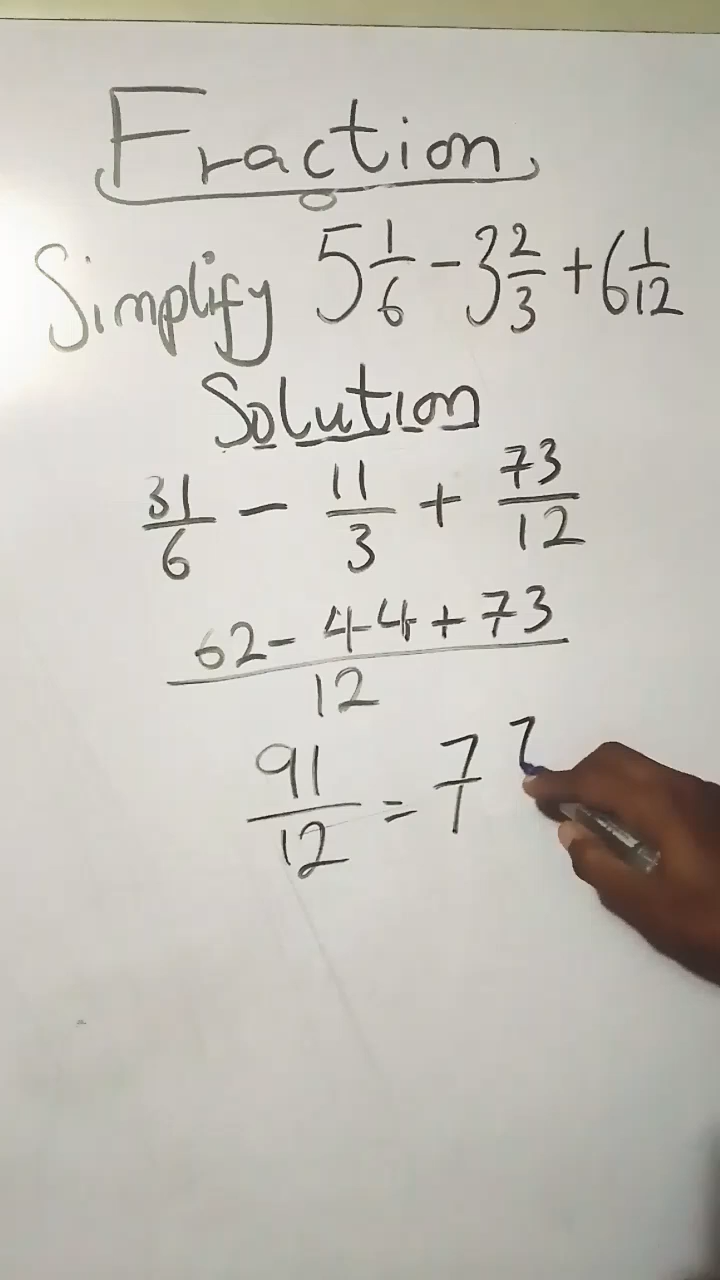 Fraction
Simplify 5 1/6 - 3 2/3 + 6 1/12
Solution
31/6 - 11/3 + 73/12
62 - 44 + 73
12
91/12 = 7 7